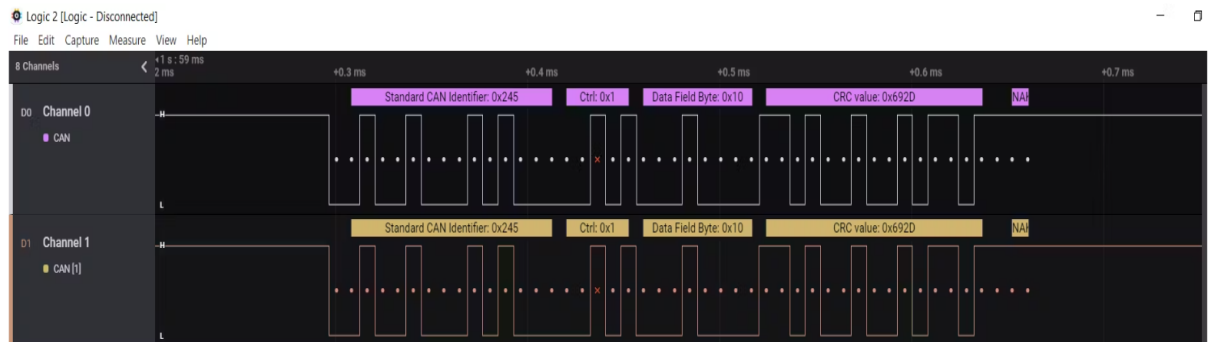 Logic 2 [Logic - Disconnected]
File Edit Capture Measure View Help
8 Channels
1 s : 59 ms
2 ms
+0.3 ms +0.4 ms +0.5 ms +0.6 ms +0.7 ms
Standard CAN Identifier: 0x245 Ctrl: 0x1 Data Field Byte: 0x10 CRC value: 0x692D NAK
D0 Channel 0 H
CAN
L
Standard CAN Identifier: 0x245 Ctrl: 0x1 Data Field Byte: 0x10 CRC value: 0x692D NAK
D1 Channel 1 H
CAN [1]
L